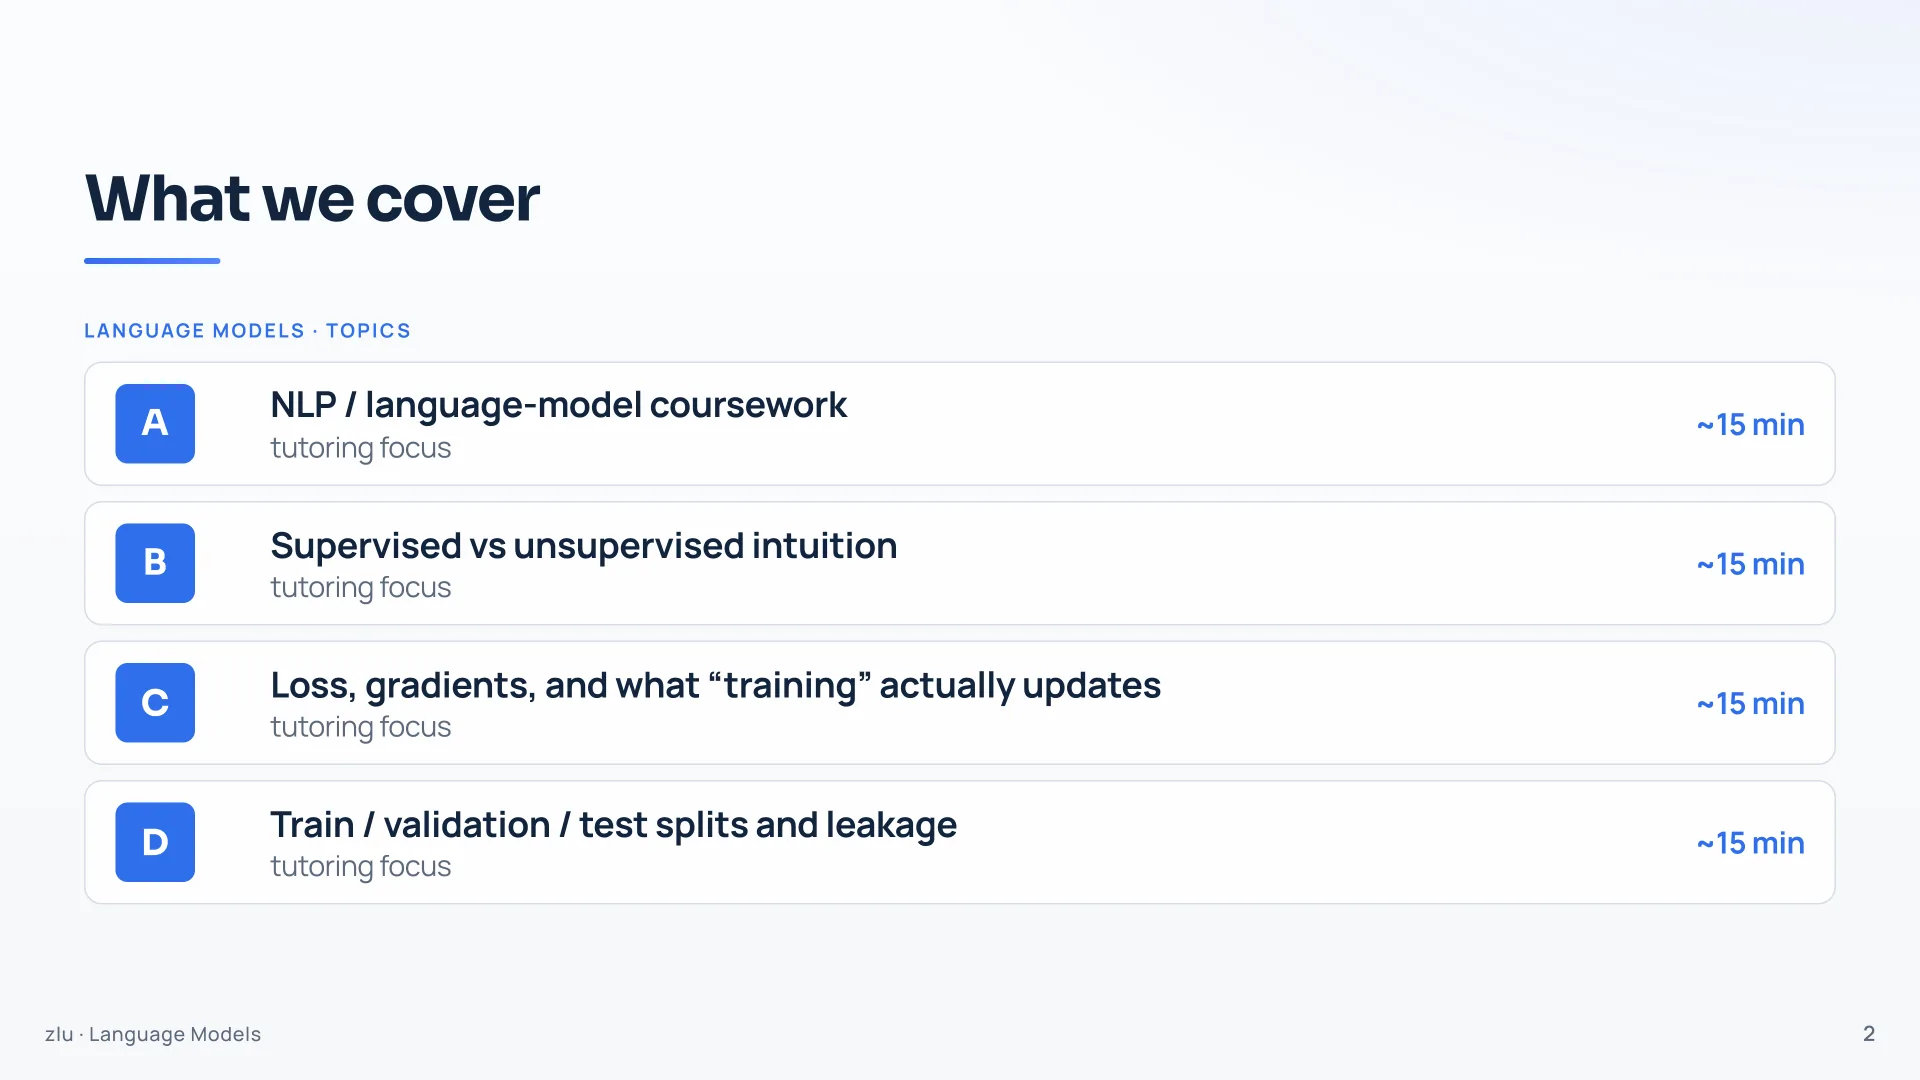 What we cover
LANGUAGE MODELS · TOPICS
A
NLP / language-model coursework
tutoring focus
~15 min
B
Supervised vs unsupervised intuition
tutoring focus
~15 min
C
Loss, gradients, and what “training” actually updates
tutoring focus
~15 min
D
Train / validation / test splits and leakage
tutoring focus
~15 min
zlu · Language Models
2